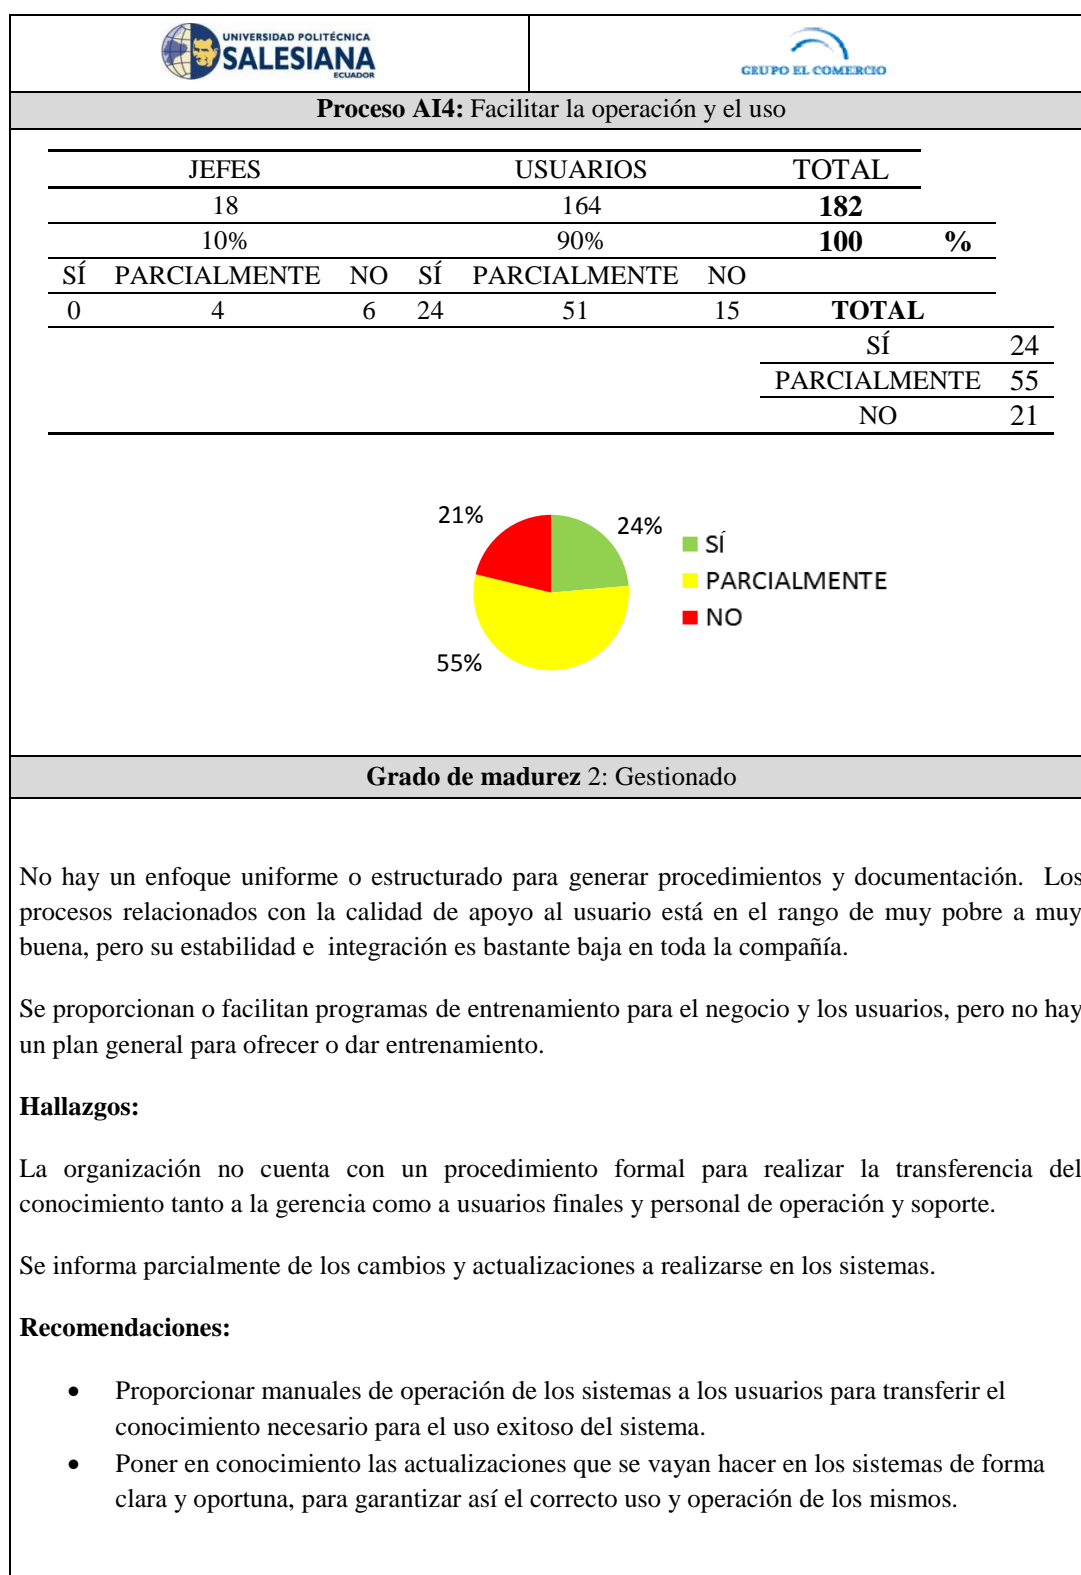 UNIVERSIDAD POLITÉCNICA
SALESIANA
ECUADOR
GRUPO EL COMERCIO
Proceso AI4: Facilitar la operación y el uso
JEFES USUARIOS TOTAL
18 164 182
10% 90% 100 %
SÍ PARCIALMENTE NO SÍ PARCIALMENTE NO
0 4 6 24 51 15 TOTAL
SÍ 24
PARCIALMENTE 55
NO 21
21%
24%
55%
SÍ
PARCIALMENTE
NO
Grado de madurez 2: Gestionado
No hay un enfoque uniforme o estructurado para generar procedimientos y documentación. Los
procesos relacionados con la calidad de apoyo al usuario está en el rango de muy pobre a muy
buena, pero su estabilidad e integración es bastante baja en toda la compañía.
Se proporcionan o facilitan programas de entrenamiento para el negocio y los usuarios, pero no hay
un plan general para ofrecer o dar entrenamiento.
Hallazgos:
La organización no cuenta con un procedimiento formal para realizar la transferencia del
conocimiento tanto a la gerencia como a usuarios finales y personal de operación y soporte.
Se informa parcialmente de los cambios y actualizaciones a realizarse en los sistemas.
Recomendaciones:
• Proporcionar manuales de operación de los sistemas a los usuarios para transferir el
conocimiento necesario para el uso exitoso del sistema.
• Poner en conocimiento las actualizaciones que se vayan hacer en los sistemas de forma
clara y oportuna, para garantizar así el correcto uso y operación de los mismos.